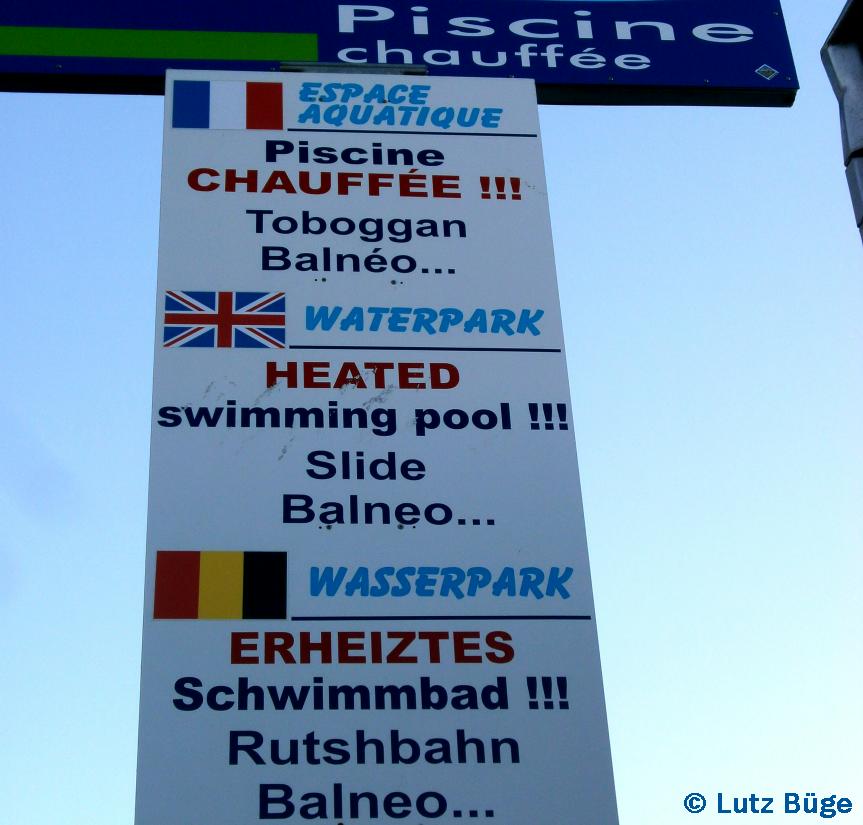 Piscine
chauffée
ESPACE
AQUATIQUE
Piscine
CHAUFFÉE !!!
Toboggan
Balnéo...
WATERPARK
HEATED
swimming pool !!!
Slide
Balneo...
WASSERPARK
ERHEIZTES
Schwimmbad !!!
Rutshbahn
Balneo...
© Lutz Büge